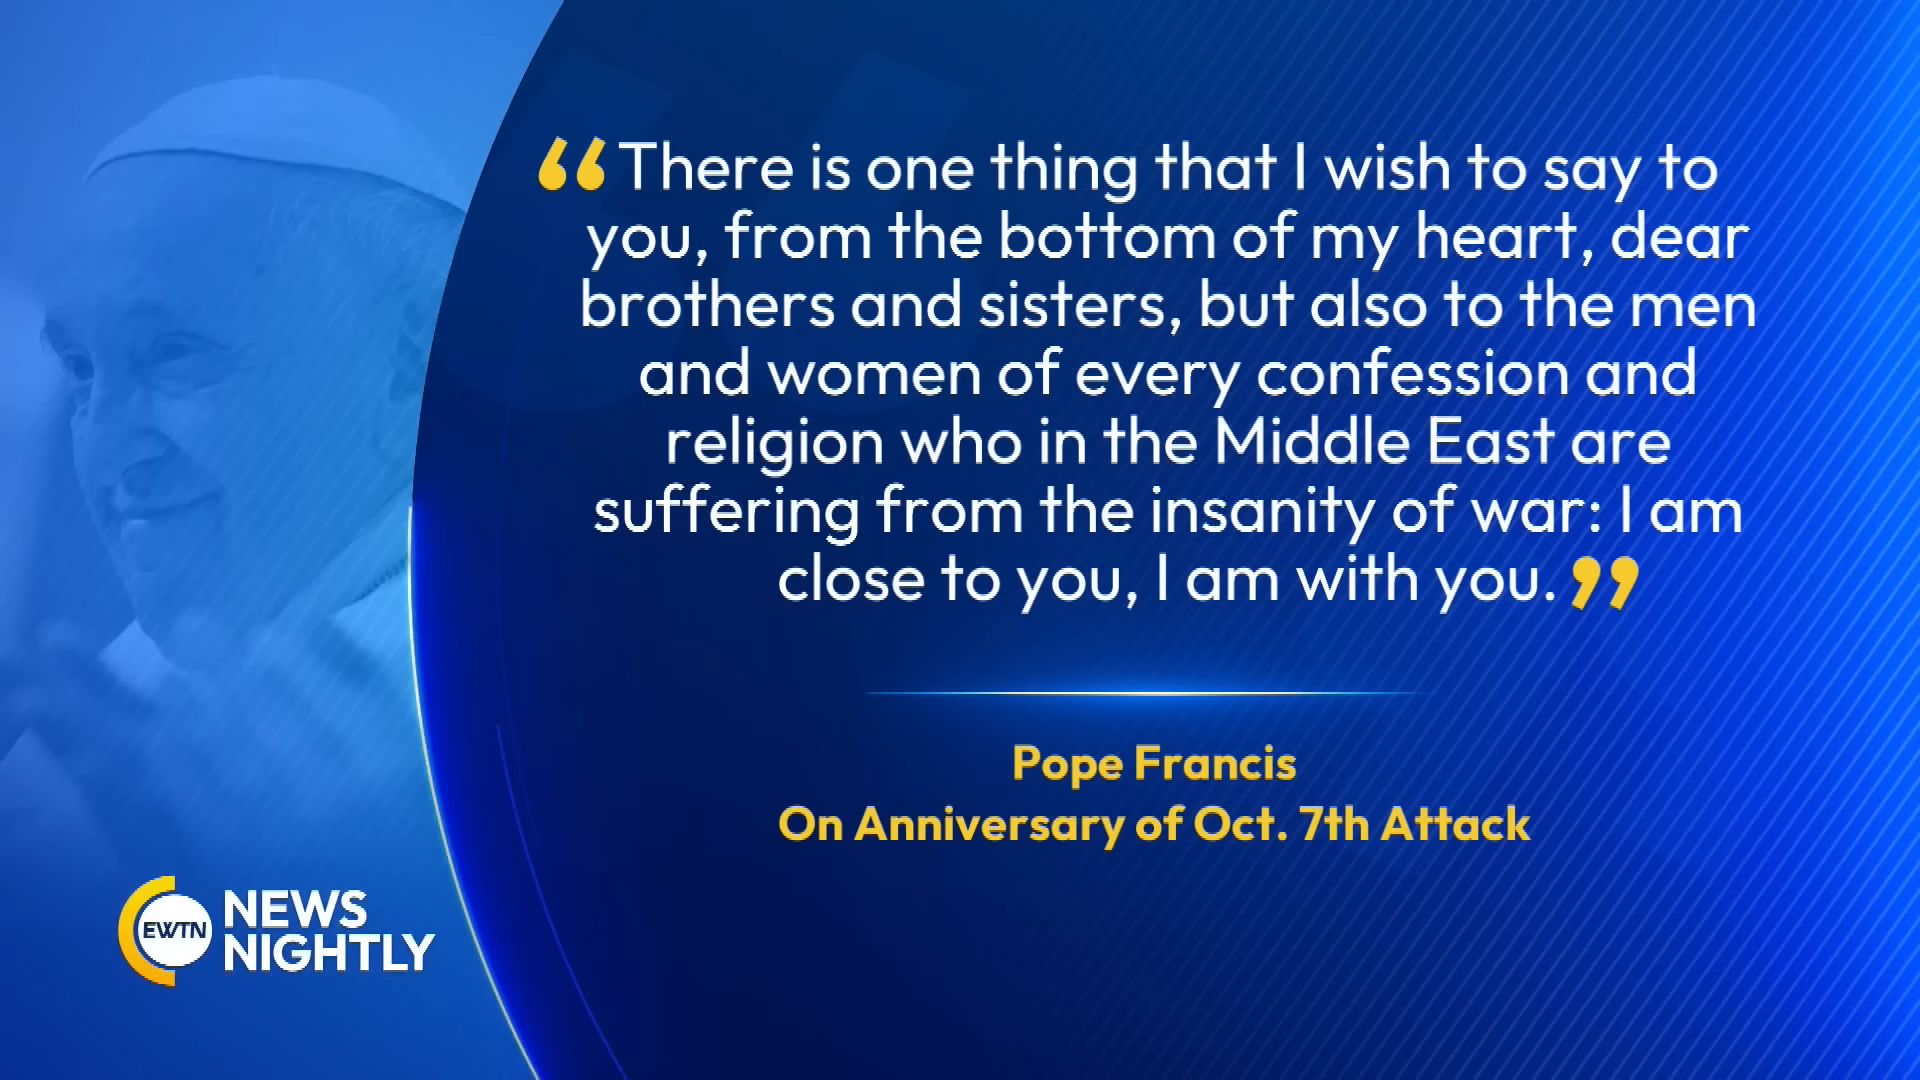 “There is one thing that I wish to say to
you, from the bottom of my heart, dear
brothers and sisters, but also to the men
and women of every confession and
religion who in the Middle East are
suffering from the insanity of war: I am
close to you, I am with you.”
Pope Francis
On Anniversary of Oct. 7th Attack
EWTN
NEWS
NIGHTLY